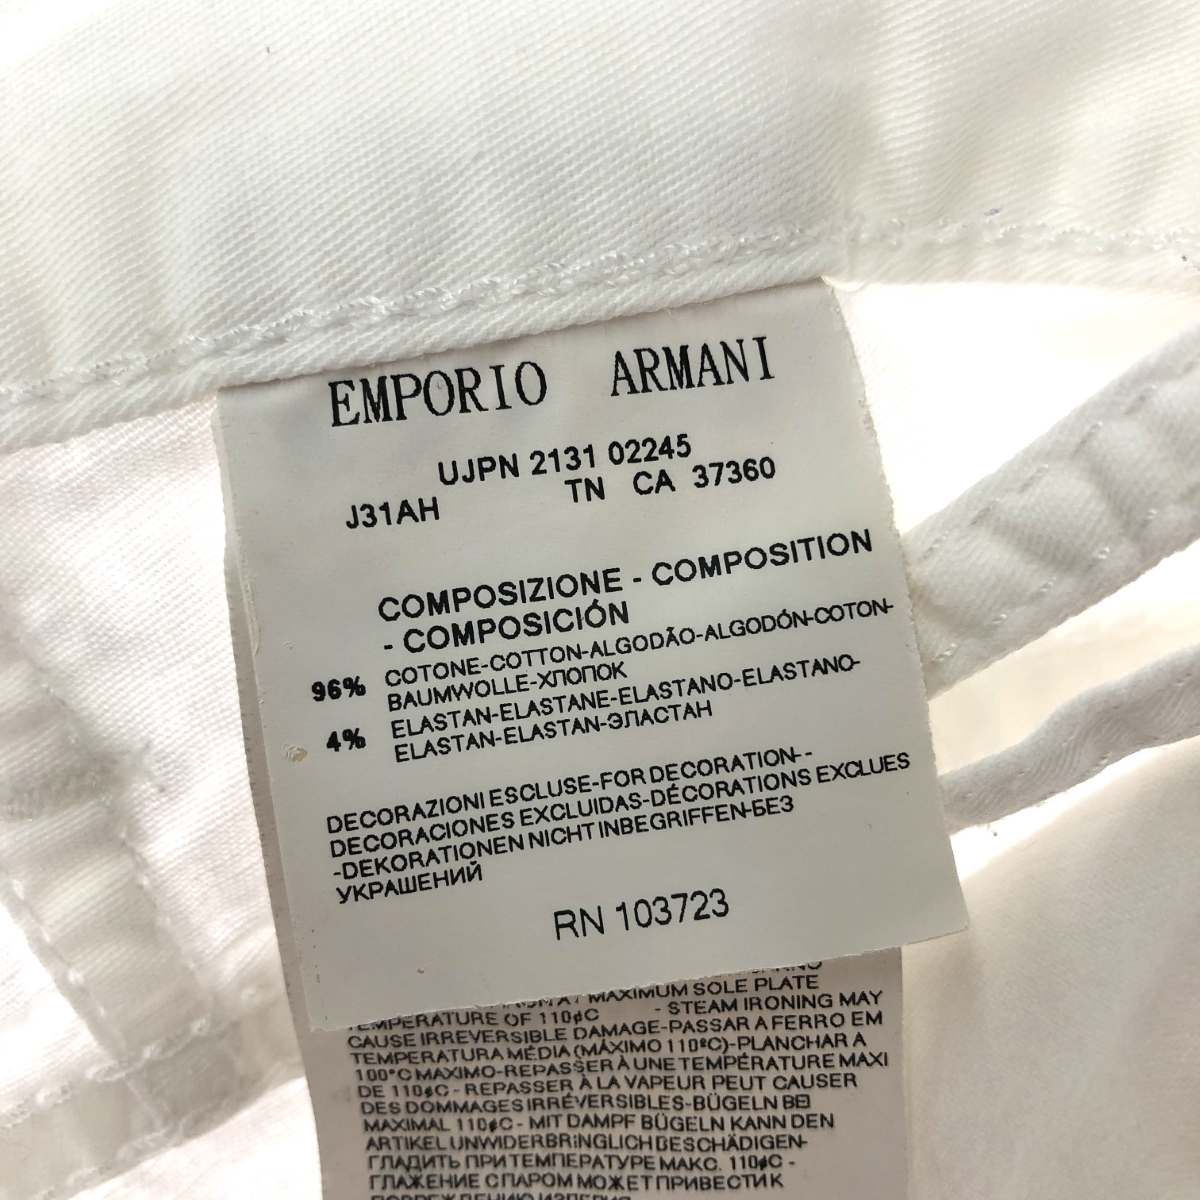 EMPORIO ARMANI
UJPN 2131 02245
J31AH TN CA 37360
COMPOSIZIONE - COMPOSITION
- COMPOSICIÓN
96% COTONE-COTTON-ALGODÃO-ALGODÓN-COTON-
BAUMWOLLE-ХЛОПОК
4% ELASTAN-ELASTANE-ELASTANO-ELASTANO-
ELASTAN-ELASTAN-ЭЛАСТАН
DECORAZIONI ESCLUSE-FOR DECORATION--
DECORACIONES EXCLUIDAS-DÉCORATIONS EXCLUES
-DEKORATIONEN NICHT INBEGRIFFEN-БЕЗ
УКРАШЕНИЙ
RN 103723
MAXIMUM SOLE PLATE
TEMPERATURE OF 110¢C - STEAM IRONING MAY
CAUSE IRREVERSIBLE DAMAGE-PASSAR A FERRO EM
TEMPERATURA MÉDIA (MÁXIMO 110ºC)-PLANCHAR A
100°C MAXIMO-REPASSER À UNE TEMPÉRATURE MAXI
DE 110¢C - REPASSER À LA VAPEUR PEUT CAUSER
DES DOMMAGES IRRÉVERSIBLES-BÜGELN BEI
MAXIMAL 110¢C - MIT DAMPF BÜGELN KANN DEN
ARTIKEL UNWIDERBRINGLICH BESCHÄDIGEN-
ГЛАДИТЬ ПРИ ТЕМПЕРАТУРЕ МАКС. 110¢C -
ГЛАЖЕНИЕ С ПАРОМ МОЖЕТ ПРИВЕСТИ К
ПОВРЕЖДЕНИЮ ИЗДЕЛИЯ